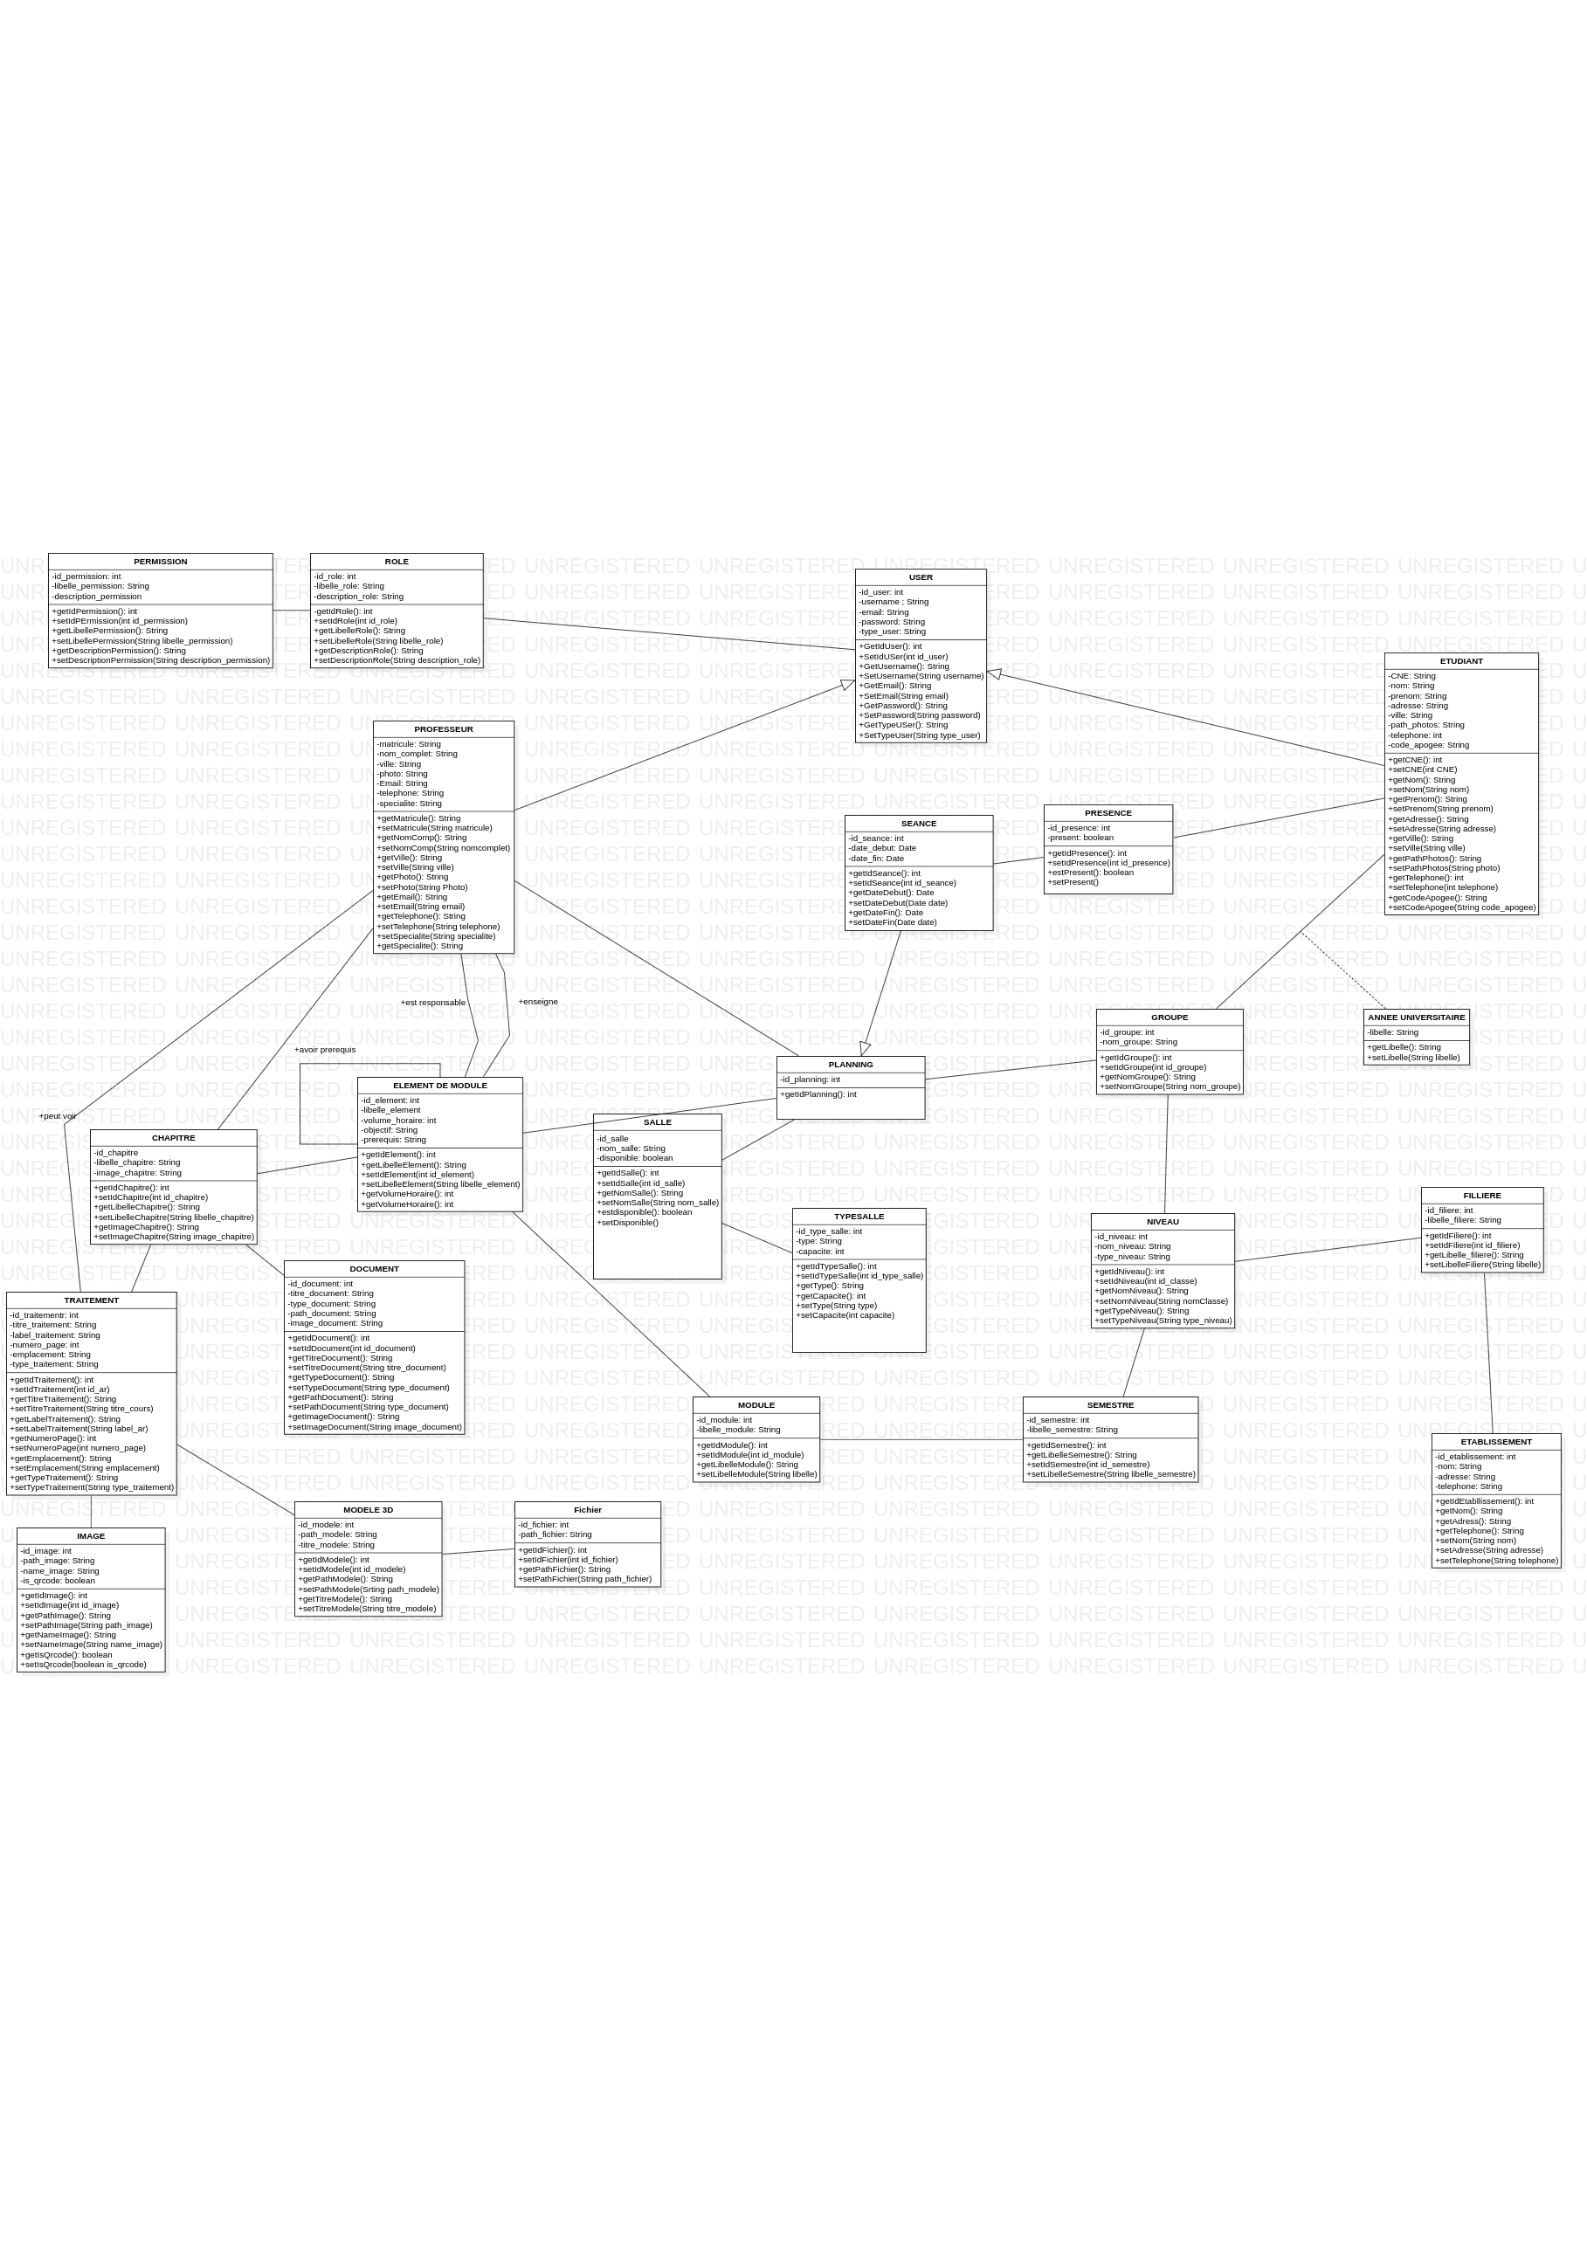 PERMISSION
-id_permission: int
-libelle_permission: String
-description_permission
+getIdPermission(): int
+setIdPErmission(int id_permission)
+getLibellePermission(): String
+setLibellePermission(String libelle_permission)
+getDescriptionPermission(): String
+setDescriptionPermission(String description_permission)
ROLE
-id_role: int
-libelle_role: String
-description_role: String
-getIdRole(): int
+setIdRole(int id_role)
+getLibelleRole(): String
+setLibelleRole(String libelle_role)
+getDescriptionRole(): String
+setDescriptionRole(String description_role)
USER
-id_user: int
-username ; String
-email: String
-password: String
-type_user: String
+GetIdUser(): int
+SetIdUSer(int id_user)
+GetUsername(): String
+SetUsername(String username)
+GetEmail(): String
+SetEmail(String email)
+GetPassword(): String
+SetPassword(String password)
+GetTypeUSer(): String
+SetTypeUser(String type_user)
ETUDIANT
-CNE: String
-nom: String
-prenom: String
-adresse: String
-ville: String
-path_photos: String
-telephone: int
-code_apogee: String
+getCNE(): int
+setCNE(int CNE)
+getNom(): String
+setNom(String nom)
+getPrenom(): String
+setPrenom(String prenom)
+getAdresse(): String
+setAdresse(String adresse)
+getVille(): String
+setVille(String ville)
+getPathPhotos(): String
+setPathPhotos(String photo)
+getTelephone(): int
+setTelephone(int telephone)
+getCodeApogee(): String
+setCodeApogee(String code_apogee)
PROFESSEUR
-matricule: String
-nom_complet: String
-ville: String
-photo: String
-Email: String
-telephone: String
-specialite: String
+getMatricule(): String
+setMatricule(String matricule)
+getNomComp(): String
+setNomComp(String nomcomplet)
+getVille(): String
+setVille(String ville)
+getPhoto(): String
+setPhoto(String Photo)
+getEmail(): String
+setEmail(String email)
+getTelephone(): String
+setTelephone(String telephone)
+setSpecialite(String specialite)
+getSpecialite(): String
SEANCE
-id_seance: int
-date_debut: Date
-date_fin: Date
+getIdSeance(): int
+setIdSeance(int id_seance)
+getDateDebut(): Date
+setDateDebut(Date date)
+getDateFin(): Date
+setDateFin(Date date)
PRESENCE
-id_presence: int
-present: boolean
+getIdPresence(): int
+setIdPresence(int id_presence)
+estPresent(): boolean
+setPresent()
+est responsable
+enseigne
+avoir prerequis
+peut voir
GROUPE
-id_groupe: int
-nom_groupe: String
+getIdGroupe(): int
+setIdGroupe(int id_groupe)
+getNomGroupe(): String
+setNomGroupe(String nom_groupe)
ANNEE UNIVERSITAIRE
-libelle: String
+getLibelle(): String
+setLibelle(String libelle)
PLANNING
-id_planning: int
+getIdPlanning(): int
ELEMENT DE MODULE
-id_element: int
-libelle_element
-volume_horaire: int
-objectif: String
-prerequis: String
+getIdElement(): int
+getLibelleElement(): String
+setIdElement(int id_element)
+setLibelleElement(String libelle_element)
+getVolumeHoraire(): int
+getVolumeHoraire(): int
SALLE
-id_salle
-nom_salle: String
-disponible: boolean
+getIdSalle(): int
+setIdSalle(int id_salle)
+getNomSalle(): String
+setNomSalle(String nom_salle)
+estdisponible(): boolean
+setDisponible()
CHAPITRE
-id_chapitre
-libelle_chapitre: String
-image_chapitre: String
+getIdChapitre(): int
+setIdChapitre(int id_chapitre)
+getLibelleChapitre(): String
+setLibelleChapitre(String libelle_chapitre)
+getImageChapitre(): String
+setImageChapitre(String image_chapitre)
TYPESALLE
-id_type_salle: int
-type: String
-capacite: int
+getIdTypeSalle(): int
+setIdTypeSalle(int id_type_salle)
+getType(): String
+getCapacite(): int
+setType(String type)
+setCapacite(int capacite)
NIVEAU
-id_niveau: int
-nom_niveau: String
-type_niveau: String
+getIdNiveau(): int
+setIdNiveau(int id_classe)
+getNomNiveau(): String
+setNomNiveau(String nomClasse)
+getTypeNiveau(): String
+setTypeNiveau(String type_niveau)
FILLIERE
-id_filiere: int
-libelle_filiere: String
+getIdFiliere(): int
+setIdFiliere(int id_filiere)
+getLibelle_filiere(): String
+setLibelleFiliere(String libelle)
DOCUMENT
-id_document: int
-titre_document: String
-type_document: String
-path_document: String
-image_document: String
+getIdDocument(): int
+setIdDocument(int id_document)
+getTitreDocument(): String
+setTitreDocument(String titre_document)
+getTypeDocument(): String
+setTypeDocument(String type_document)
+getPathDocument(): String
+setPathDocument(String type_document)
+getImageDocument(): String
+setImageDocument(String image_document)
TRAITEMENT
-id_traitementr: int
-titre_traitement: String
-label_traitement: String
-numero_page: int
-emplacement: String
-type_traitement: String
+getIdTraitement(): int
+setIdTraitement(int id_ar)
+getTitreTraitement(): String
+setTitreTraitement(String titre_cours)
+getLabelTraitement(): String
+setLabelTraitement(String label_ar)
+getNumeroPage(): int
+setNumeroPage(int numero_page)
+getEmplacement(): String
+setEmplacement(String emplacement)
+getTypeTraitement(): String
+setTypeTraitement(String type_traitement)
MODULE
-id_module: int
-libelle_module: String
+getIdModule(): int
+setIdModule(int id_module)
+getLibelleModule(): String
+setLibelleModule(String libelle)
SEMESTRE
-id_semestre: int
-libelle_semestre: String
+getIdSemestre(): int
+getLibelleSemestre(): String
+setIdSemestre(int id_semestre)
+setLibelleSemestre(String libelle_semestre)
ETABLISSEMENT
-id_etablissement: int
-nom: String
-adresse: String
-telephone: String
+getIdEtabllissement(): int
+getNom(): String
+getAdress(): String
+getTelephone(): String
+setNom(String nom)
+setAdresse(String adresse)
+setTelephone(String telephone)
MODELE 3D
-id_modele: int
-path_modele: String
-titre_modele: String
+getIdModele(): int
+setIdModele(int id_modele)
+getPathModele(): String
+setPathModele(Srting path_modele)
+getTitreModele(): String
+setTitreModele(String titre_modele)
Fichier
-id_fichier: int
-path_fichier: String
+getIdFichier(): int
+setIdFichier(int id_fichier)
+getPathFichier(): String
+setPathFichier(String path_fichier)
IMAGE
-id_image: int
-path_image: String
-name_image: String
-is_qrcode: boolean
+getIdImage(): int
+setIdImage(int id_image)
+getPathImage(): String
+setPathImage(String path_image)
+getNameImage(): String
+setNameImage(String name_image)
+getIsQrcode(): boolean
+setIsQrcode(boolean is_qrcode)